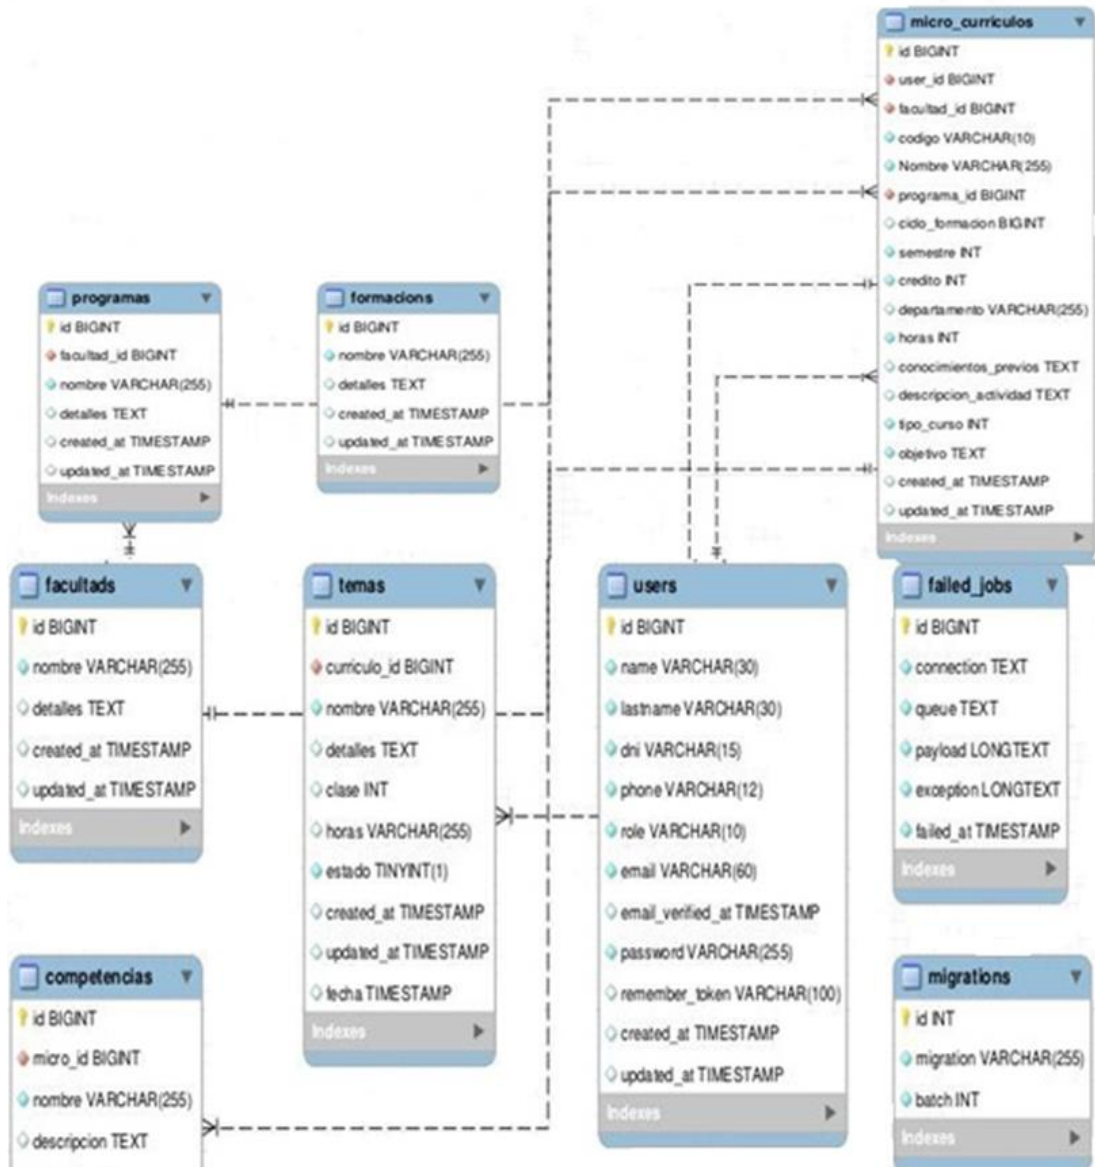 micro_curriculos
id BIGINT
user_id BIGINT
facultad_id BIGINT
codigo VARCHAR(10)
Nombre VARCHAR(255)
programa_id BIGINT
ciclo_formacion BIGINT
semestre INT
credito INT
departamento VARCHAR(255)
horas INT
conocimientos_previos TEXT
descripcion_actividad TEXT
tipo_curso INT
objetivo TEXT
created_at TIMESTAMP
updated_at TIMESTAMP
Indexes
programas
id BIGINT
facultad_id BIGINT
nombre VARCHAR(255)
detalles TEXT
created_at TIMESTAMP
updated_at TIMESTAMP
Indexes
formacions
id BIGINT
nombre VARCHAR(255)
detalles TEXT
created_at TIMESTAMP
updated_at TIMESTAMP
Indexes
facultads
id BIGINT
nombre VARCHAR(255)
detalles TEXT
created_at TIMESTAMP
updated_at TIMESTAMP
Indexes
temas
id BIGINT
curriculo_id BIGINT
nombre VARCHAR(255)
detalles TEXT
clase INT
horas VARCHAR(255)
estado TINYINT(1)
created_at TIMESTAMP
updated_at TIMESTAMP
fecha TIMESTAMP
Indexes
users
id BIGINT
name VARCHAR(30)
lastname VARCHAR(30)
dni VARCHAR(15)
phone VARCHAR(12)
role VARCHAR(10)
email VARCHAR(60)
email_verified_at TIMESTAMP
password VARCHAR(255)
remember_token VARCHAR(100)
created_at TIMESTAMP
updated_at TIMESTAMP
Indexes
failed_jobs
id BIGINT
connection TEXT
queue TEXT
payload LONGTEXT
exception LONGTEXT
failed_at TIMESTAMP
Indexes
competencias
id BIGINT
micro_id BIGINT
nombre VARCHAR(255)
descripcion TEXT
migrations
id INT
migration VARCHAR(255)
batch INT
Indexes